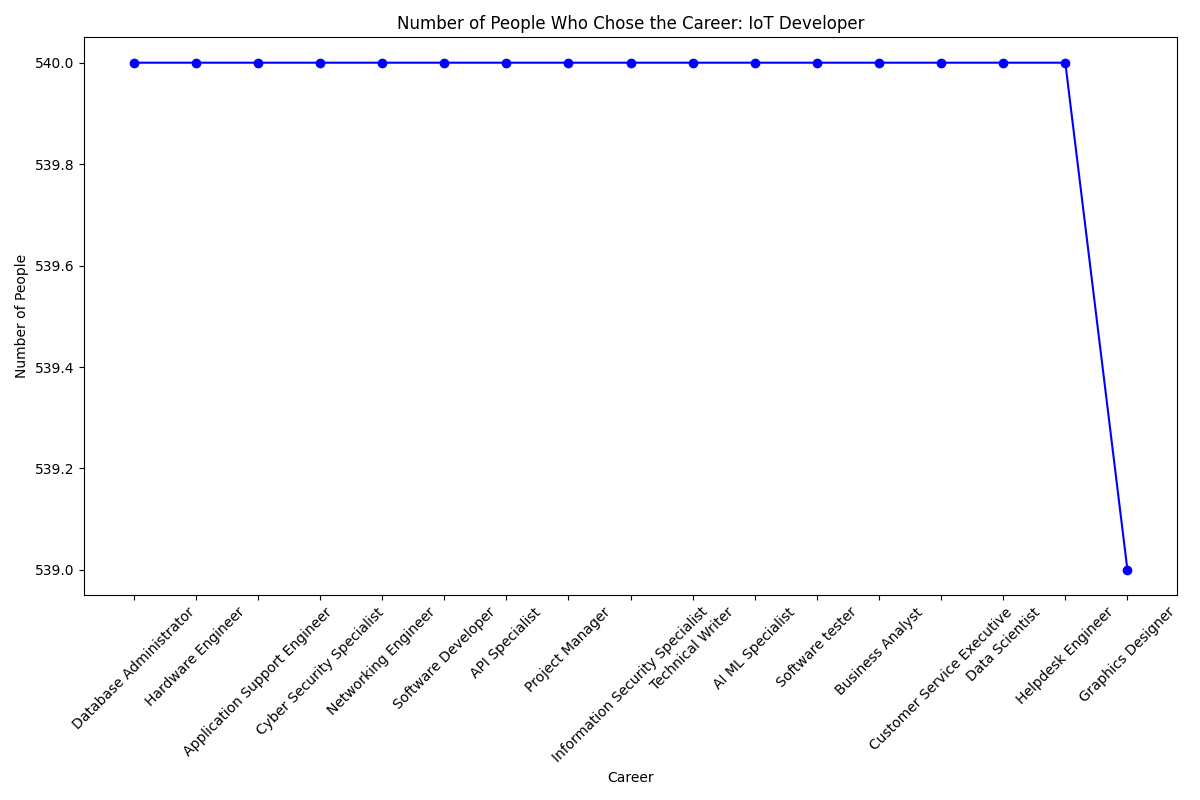 Number of People Who Chose the Career: IoT Developer
540.0
539.8
539.6
539.4
539.2
539.0
Number of People
Database Administrator
Hardware Engineer
Application Support Engineer
Cyber Security Specialist
Networking Engineer
Software Developer
API Specialist
Project Manager
Information Security Specialist
Technical Writer
AI ML Specialist
Software tester
Business Analyst
Customer Service Executive
Data Scientist
Helpdesk Engineer
Graphics Designer
Career